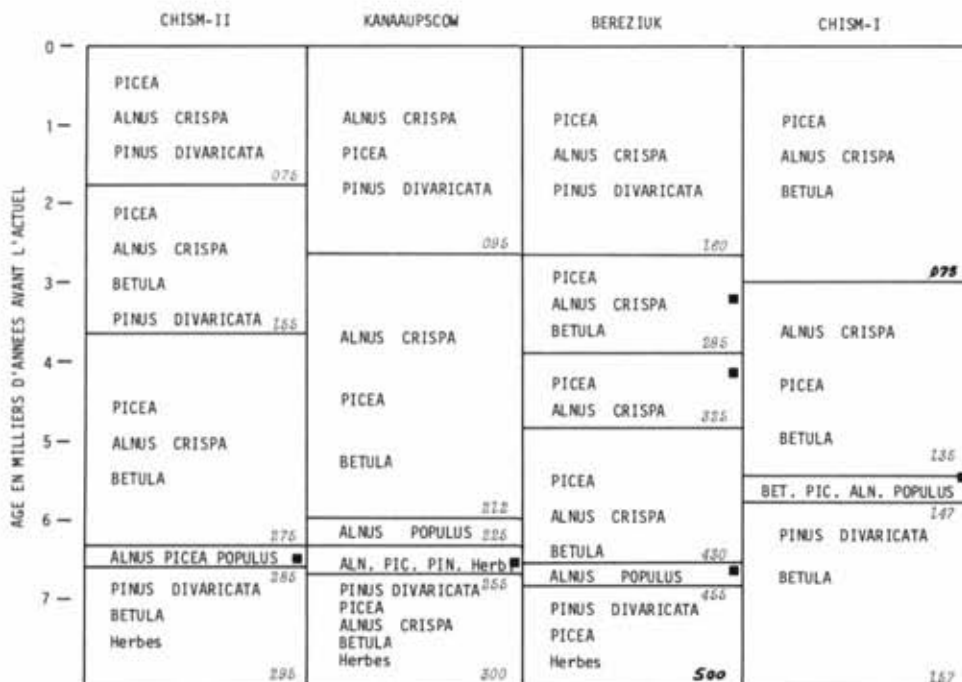 CHISM-II KANAAUPSCOW BEREZIUK CHISM-I
AGE EN MILLIERS D'ANNEES AVANT L'ACTUEL
0
1
2
3
4
5
6
7
PICEA
ALNUS CRISPA
PINUS DIVARICATA
075
PICEA
ALNUS CRISPA
BETULA
PINUS DIVARICATA 155
PICEA
ALNUS CRISPA
BETULA
275
ALNUS PICEA POPULUS
285
PINUS DIVARICATA
BETULA
Herbes
295
ALNUS CRISPA
PICEA
PINUS DIVARICATA
095
ALNUS CRISPA
PICEA
BETULA
212
ALNUS POPULUS 225
ALN. PIC. PIN. Herb
PINUS DIVARICATA 255
PICEA
ALNUS CRISPA
BETULA
Herbes
300
PICEA
ALNUS CRISPA
PINUS DIVARICATA
160
PICEA
ALNUS CRISPA
BETULA
285
PICEA
ALNUS CRISPA
325
PICEA
ALNUS CRISPA
BETULA 430
ALNUS POPULUS
455
PINUS DIVARICATA
PICEA
Herbes
500
PICEA
ALNUS CRISPA
BETULA
075
ALNUS CRISPA
PICEA
BETULA
135
BET. PIC. ALN. POPULUS
147
PINUS DIVARICATA
BETULA
157